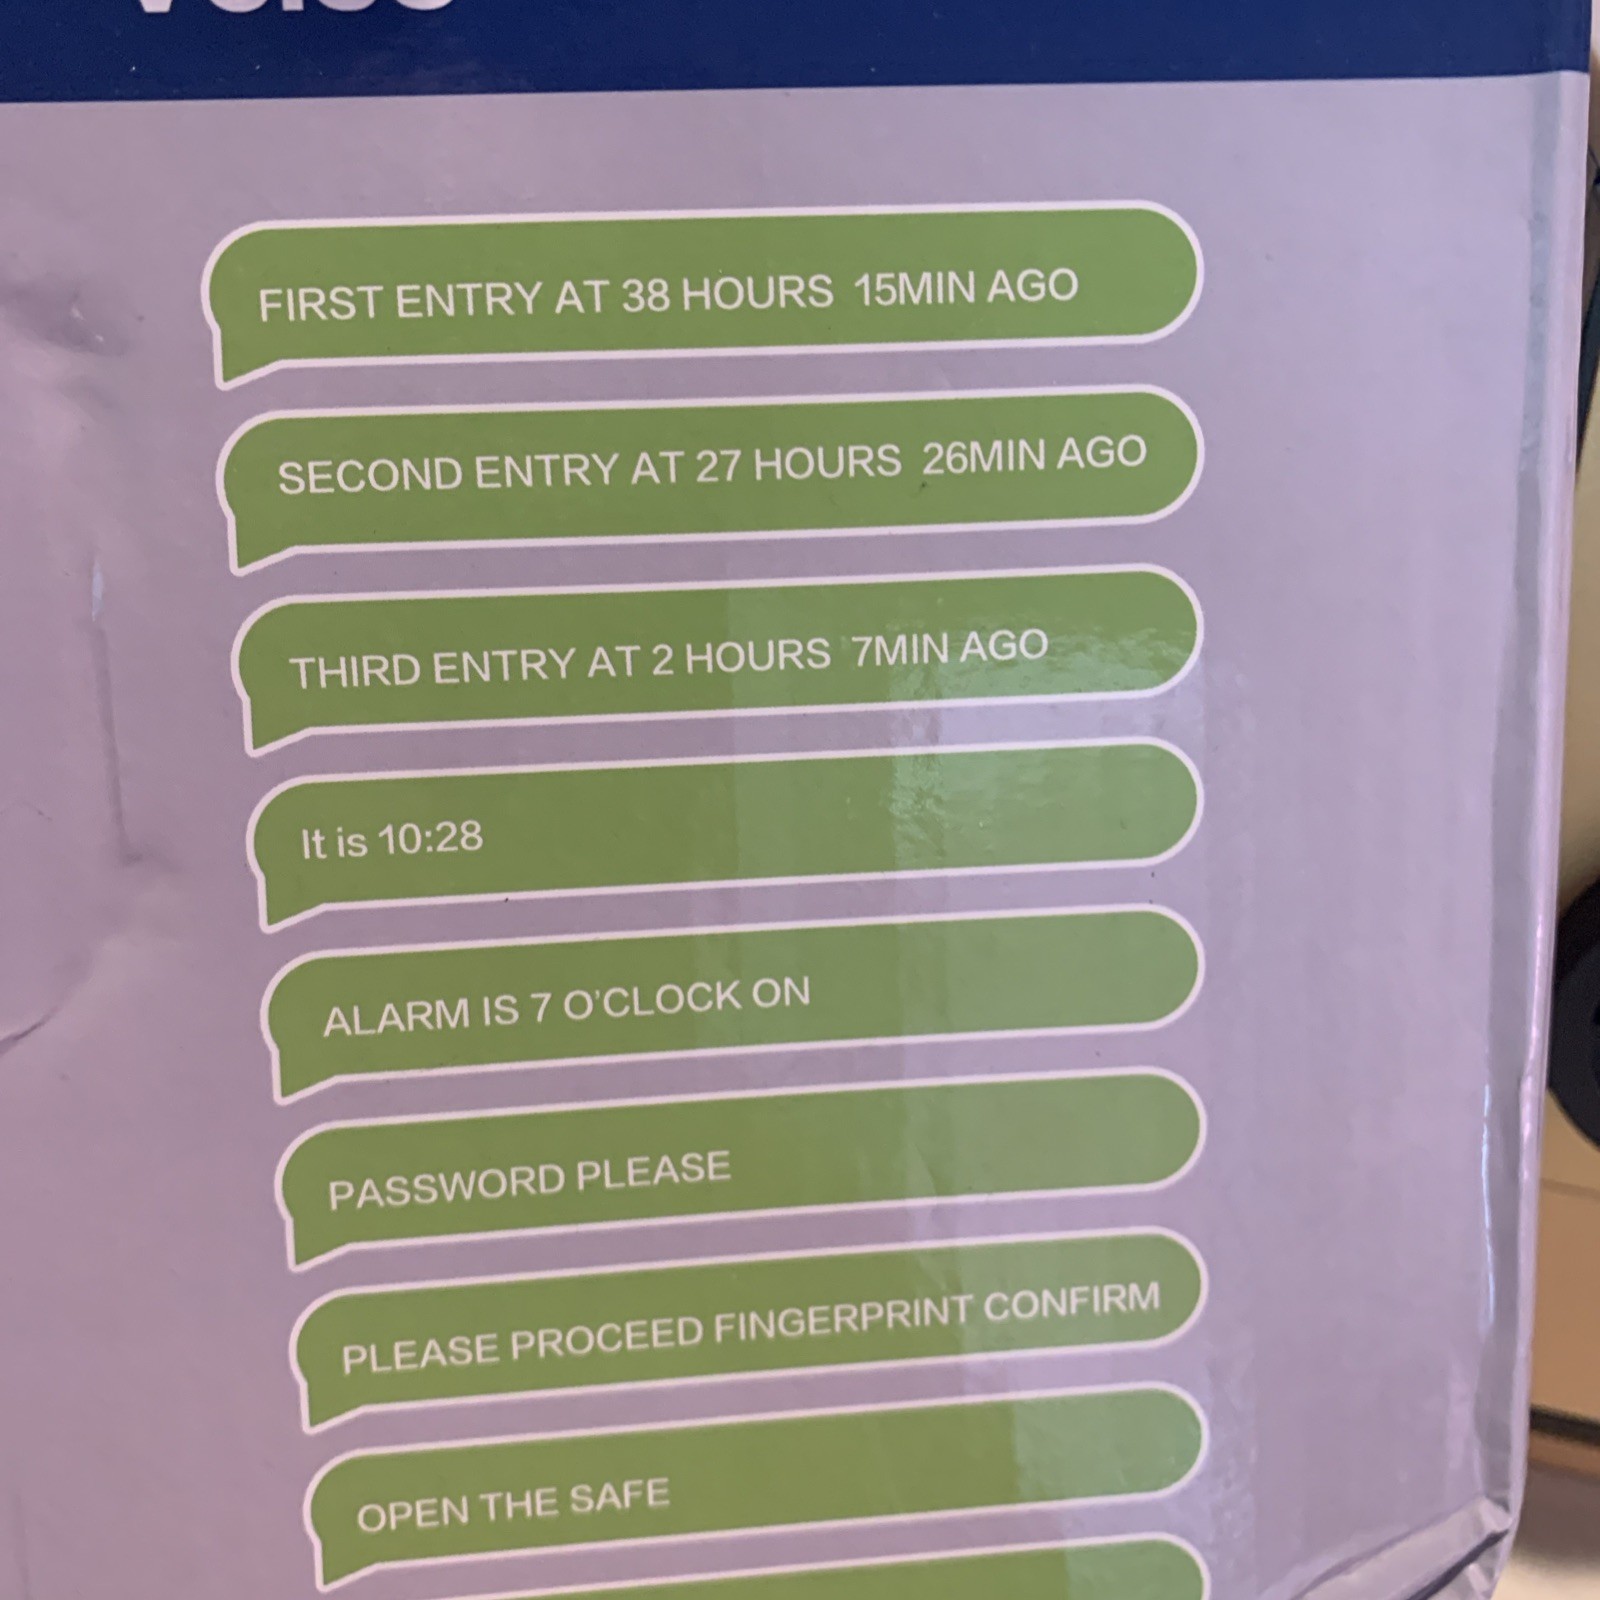 FIRST ENTRY AT 38 HOURS 15MIN AGO
SECOND ENTRY AT 27 HOURS 26MIN AGO
THIRD ENTRY AT 2 HOURS 7MIN AGO
It is 10:28
ALARM IS 7 O'CLOCK ON
PASSWORD PLEASE
PLEASE PROCEED FINGERPRINT CONFIRM
OPEN THE SAFE